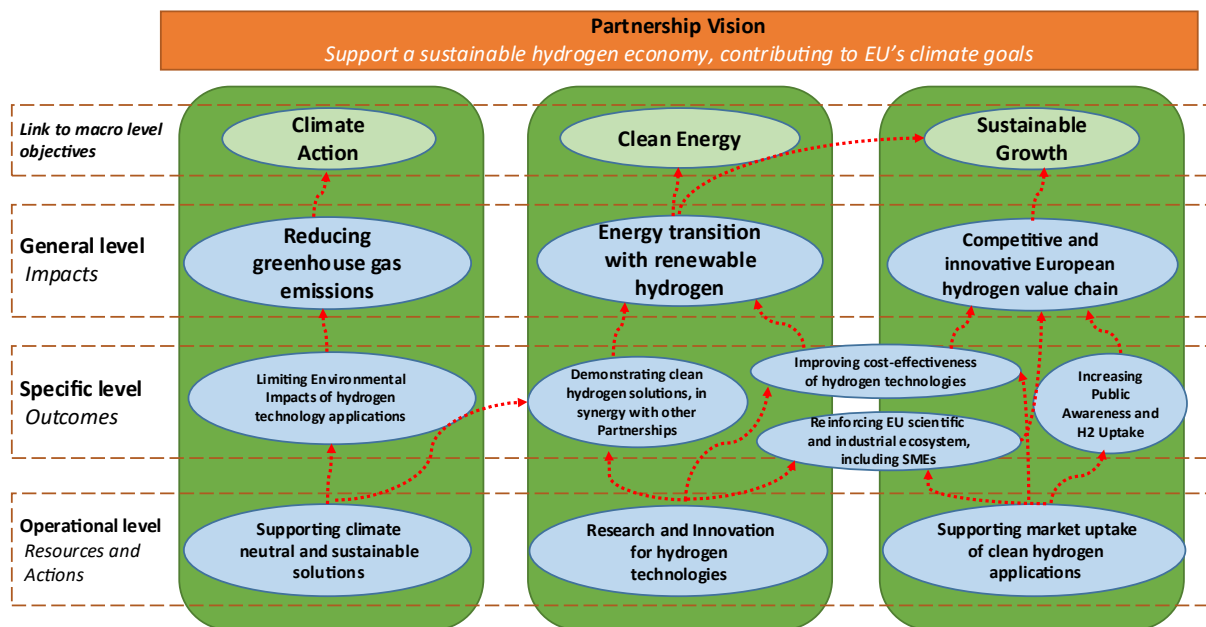 Partnership Vision
Support a sustainable hydrogen economy, contributing to EU's climate goals
Link to macro level
objectives
Climate
Action
Clean Energy
Sustainable
Growth
General level
Impacts
Reducing
greenhouse gas
emissions
Energy transition
with renewable
hydrogen
Competitive and
innovative European
hydrogen value chain
Specific level
Outcomes
Limiting Environmental
Impacts of hydrogen
technology applications
Demonstrating clean
hydrogen solutions, in
synergy with other
Partnerships
Improving cost-effectiveness
of hydrogen technologies
Reinforcing EU scientific
and industrial ecosystem,
including SMEs
Increasing
Public
Awareness and
H2 Uptake
Operational level
Resources and
Actions
Supporting climate
neutral and sustainable
solutions
Research and Innovation
for hydrogen
technologies
Supporting market uptake
of clean hydrogen
applications